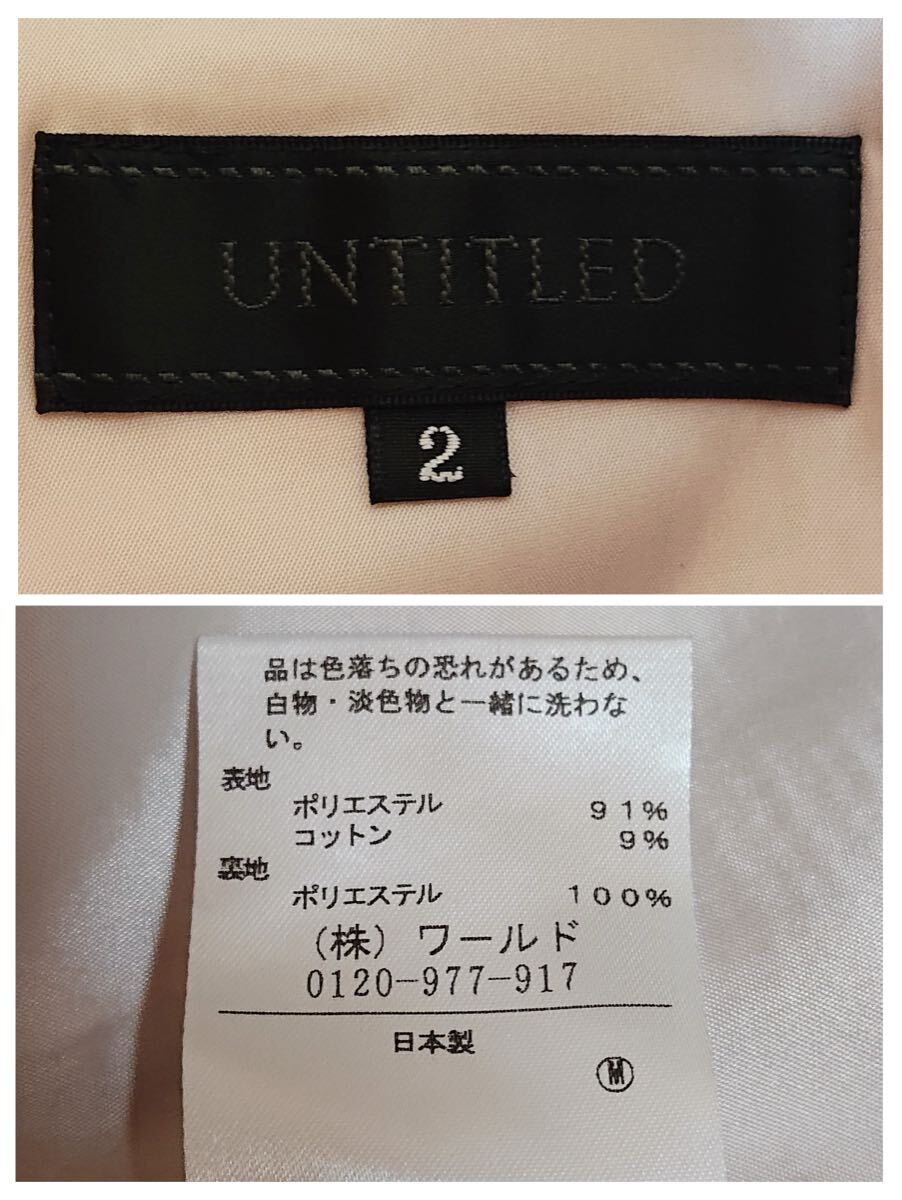 UNTITLED
2
品は色落ちの恐れがあるため、
白物・淡色物と一緒に洗わな
い。
表地
ポリエステル 91%
コットン 9%
裏地
ポリエステル 100%
(株) ワールド
0120-977-917
日本製
Ⓜ